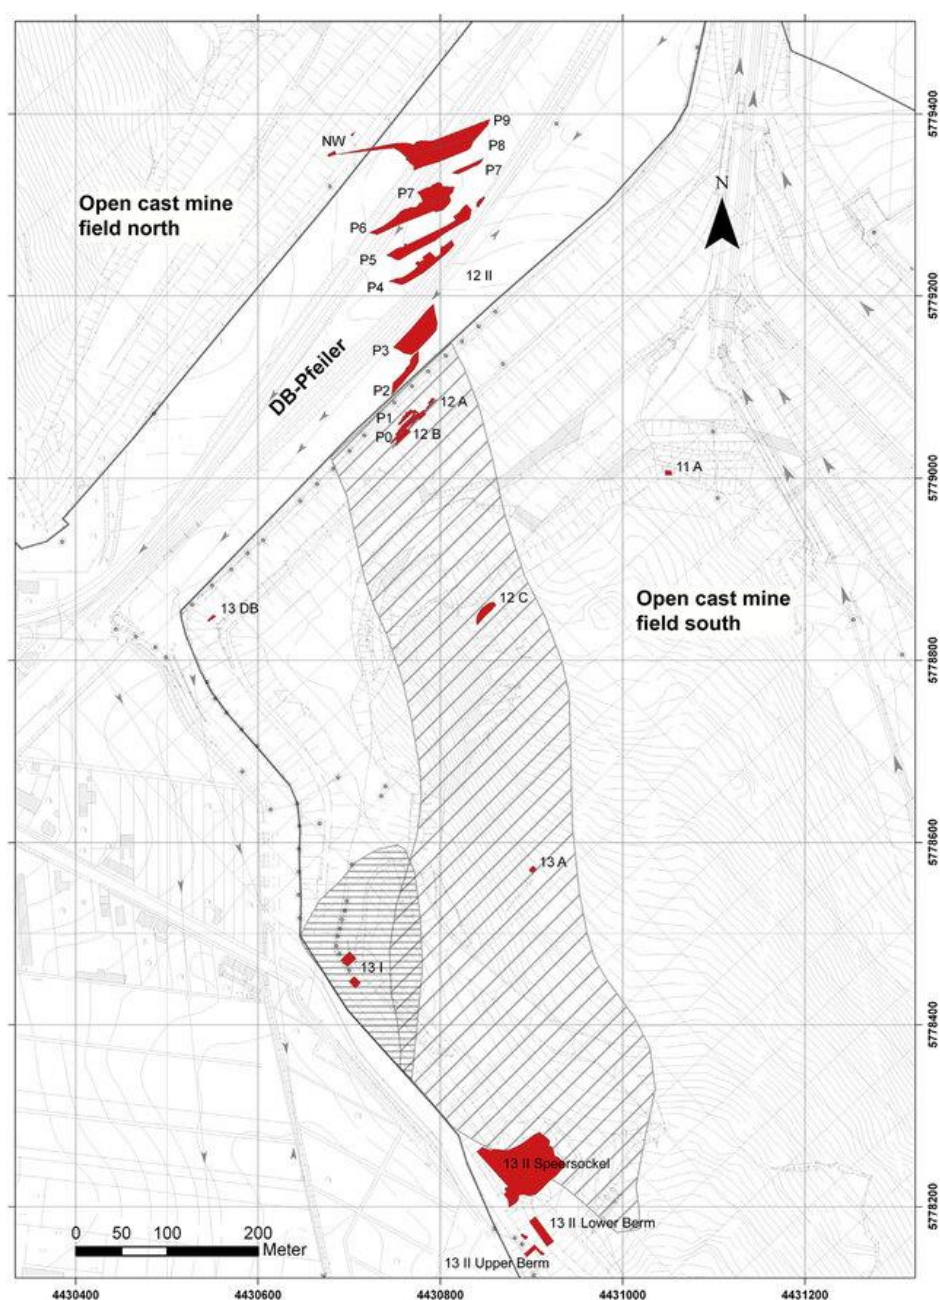 P9
NW
P8
P7
Open cast mine
field north
P7
P6
P5
P4
12 II
N
DB-Pfeiler
P3
P2
12 A
P1
P0
12 B
11 A
12 C
Open cast mine
field south
13 DB
13 A
13 I
13 II Speersockel
13 II Lower Berm
13 II Upper Berm
0 50 100 200
Meter
5779400
5779200
5779000
5778800
5778600
5778400
5778200
4430400 4430600 4430800 4431000 4431200